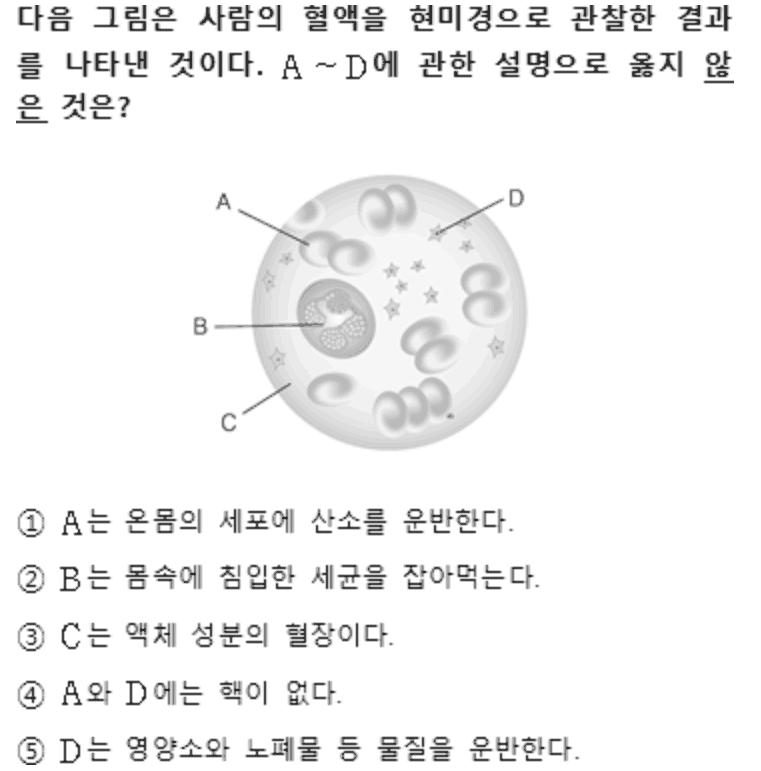 다음 그림은 사람의 혈액을 현미경으로 관찰한 결과
를 나타낸 것이다. A ~ D에 관한 설명으로 옳지 않
은 것은?
A
D
B
C
① A는 온몸의 세포에 산소를 운반한다.
② B는 몸속에 침입한 세균을 잡아먹는다.
③ C는 액체 성분의 혈장이다.
④ A와 D에는 핵이 없다.
⑤ D는 영양소와 노폐물 등 물질을 운반한다.